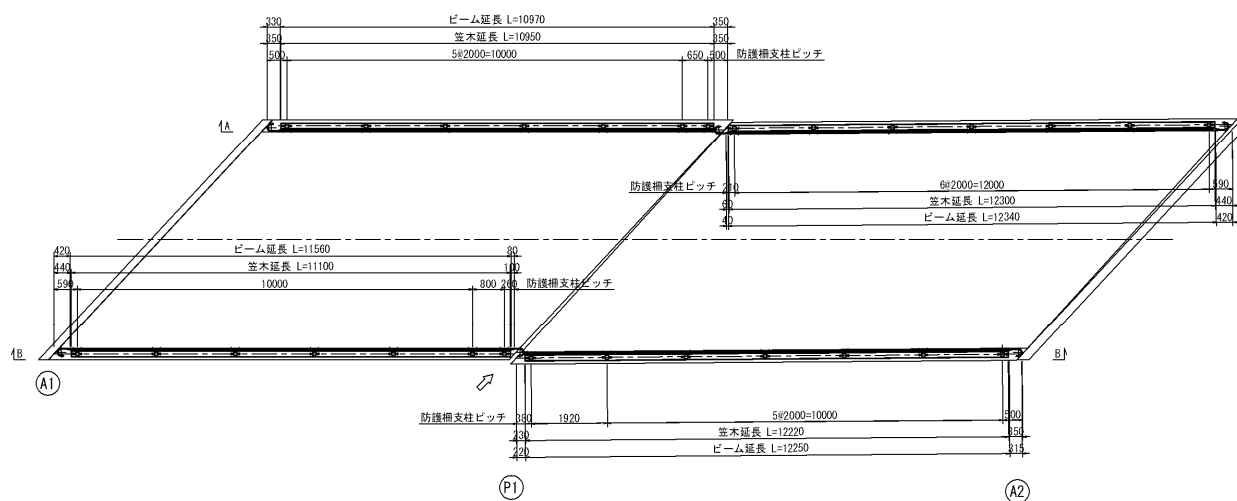 330 ビーム延長 L=10970 350
350 笠木延長 L=10950 350
500 5@2000=10000 650 500 防護柵支柱ピッチ
A
防護柵支柱ピッチ 210 6@2000=12000 590
60 笠木延長 L=12300 440
40 ビーム延長 L=12340 420
420 ビーム延長 L=11560 80
440 笠木延長 L=11100 100
590 10000 800 260 防護柵支柱ピッチ
B
B
A1
防護柵支柱ピッチ 380 1920 5@2000=10000 500
230 笠木延長 L=12220 350
220 ビーム延長 L=12250 315
P1
A2